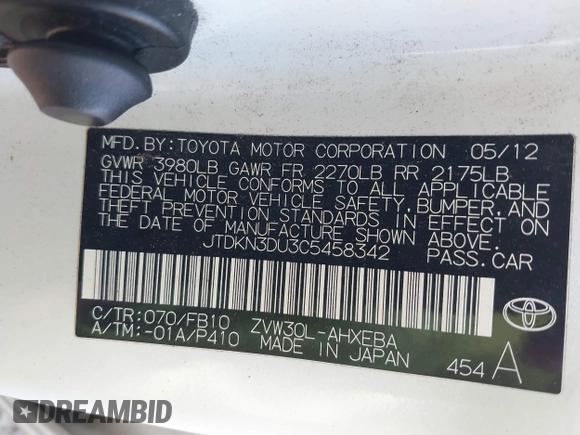 MFD. BY: TOYOTA MOTOR CORPORATION 05/12
GVWR 3980LB GAWR FR 2270LB RR 2175LB
THIS VEHICLE CONFORMS TO ALL APPLICABLE
FEDERAL MOTOR VEHICLE SAFETY, BUMPER, AND
THEFT PREVENTION STANDARDS IN EFFECT ON
THE DATE OF MANUFACTURE SHOWN ABOVE.
JTDKN3DU3C5458342 PASS.CAR
C/TR:070/FB10 ZVW30L-AHXEBA
A/TM:-01A/P410 MADE IN JAPAN
454 A
DREAMBID